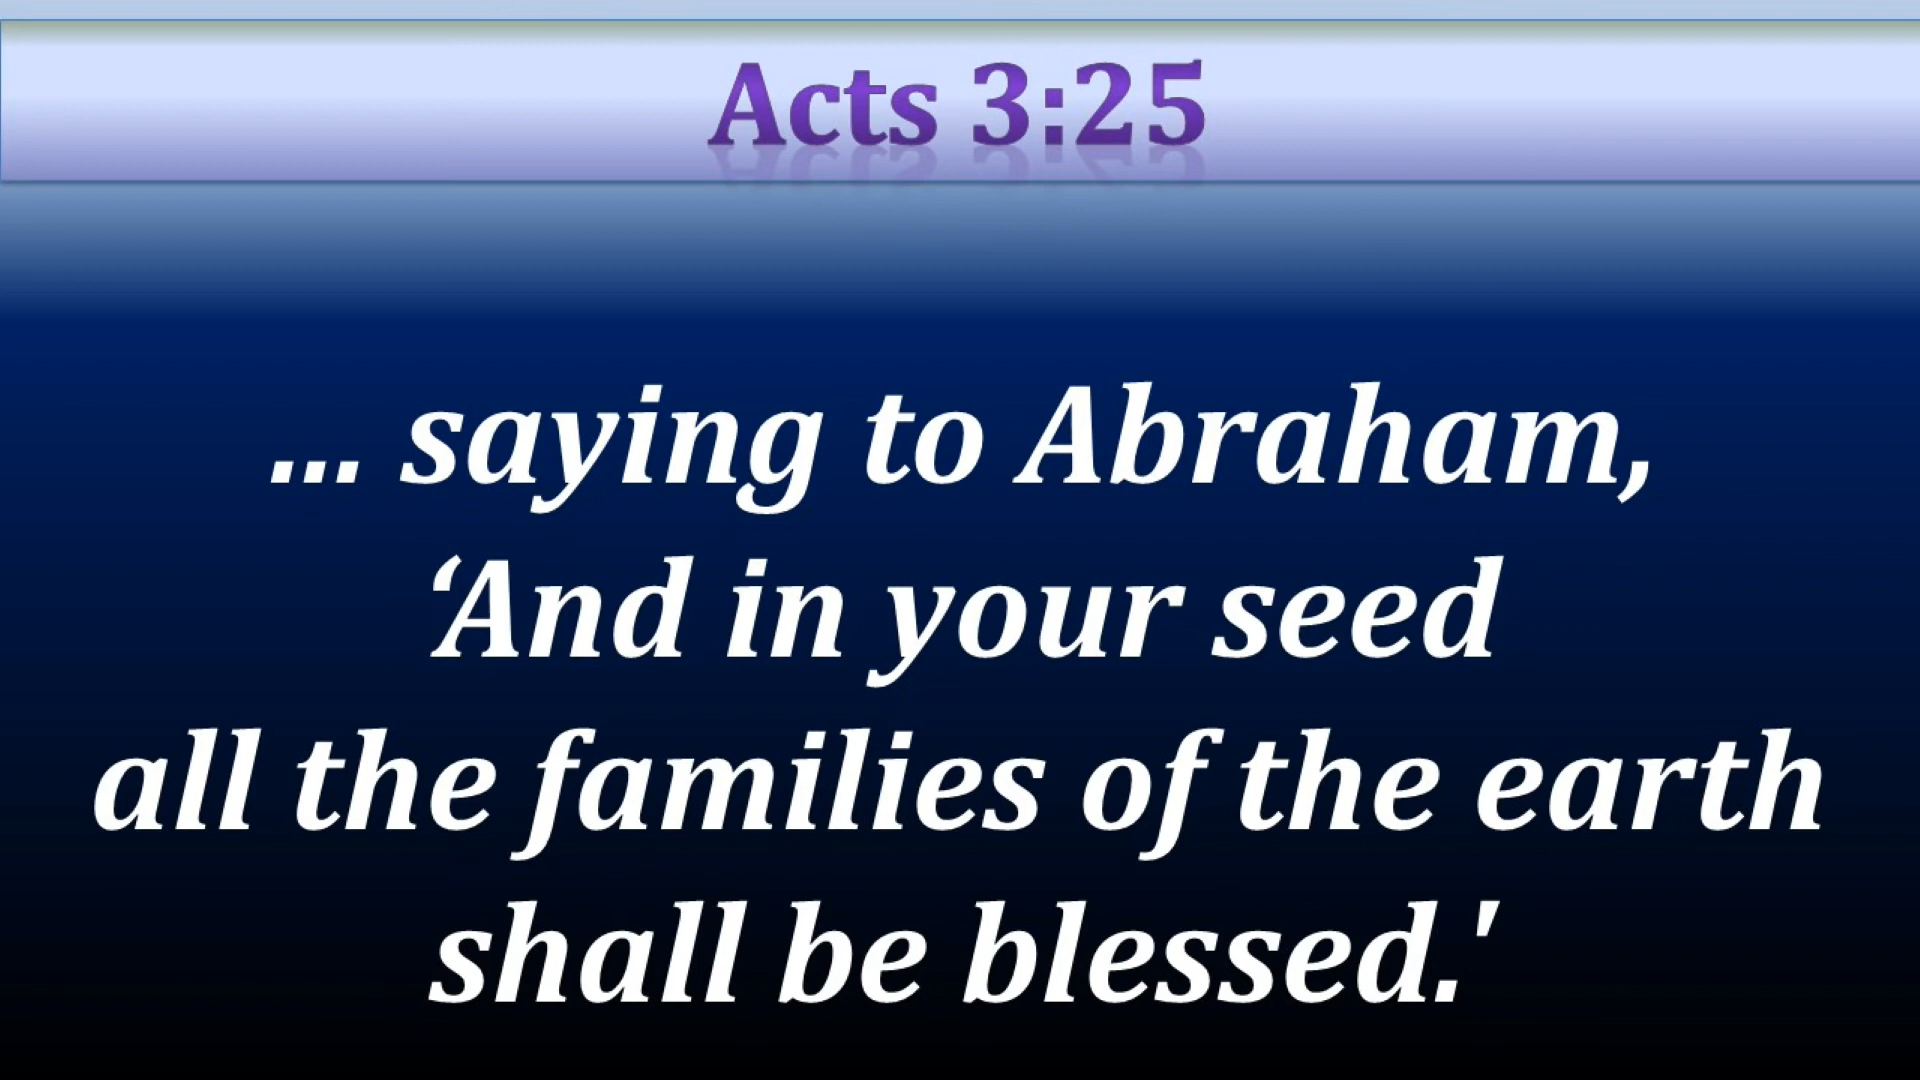 Acts 3:25
... saying to Abraham,
‘And in your seed
all the families of the earth
shall be blessed.'